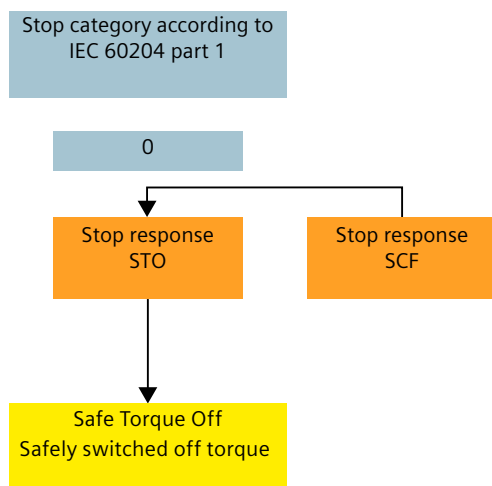 Stop category according to
IEC 60204 part 1
0
Stop response
STO
Stop response
SCF
Safe Torque Off
Safely switched off torque